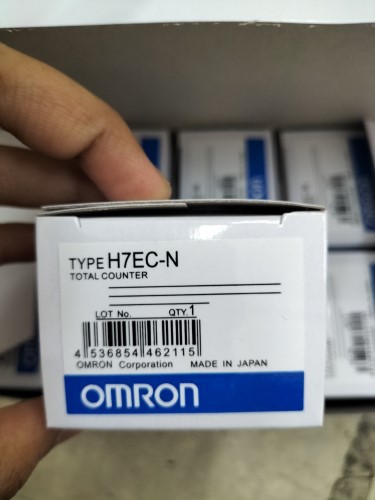 TYPE H7EC-N
TOTAL COUNTER
LOT No. QTY.1
4 536854 462115
OMRON Corporation MADE IN JAPAN
OMRON